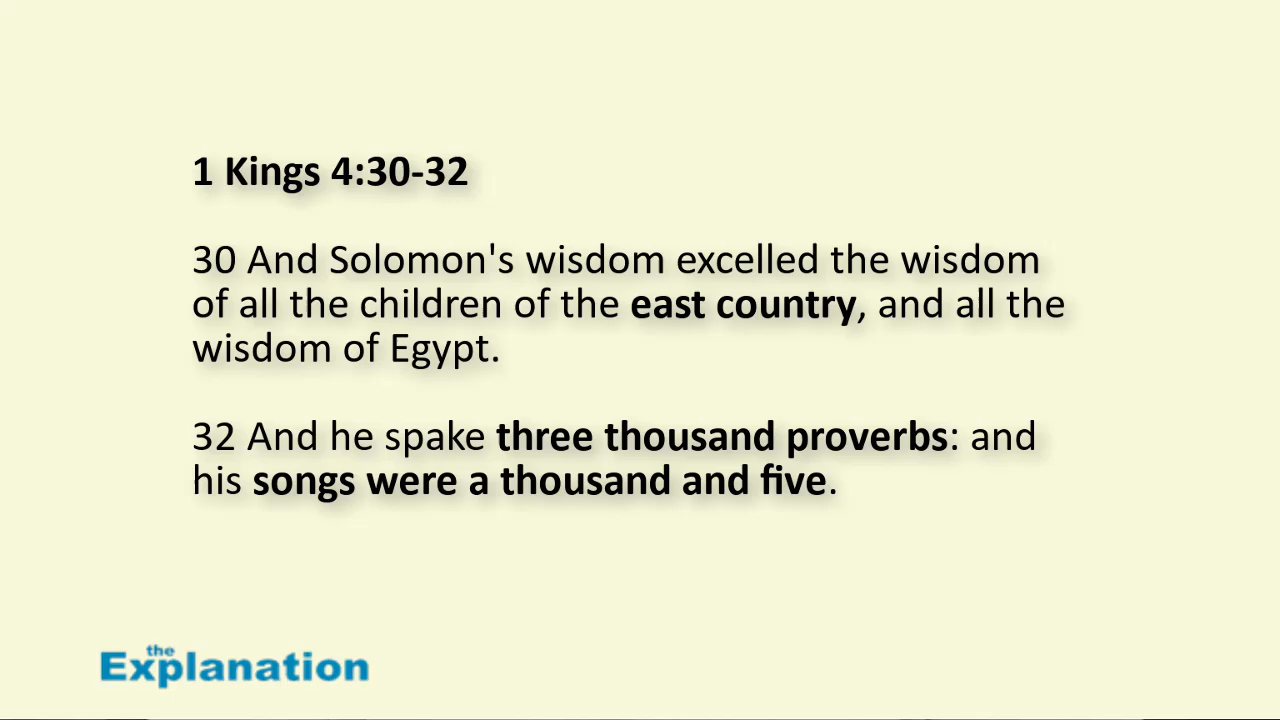 1 Kings 4:30-32
30 And Solomon's wisdom excelled the wisdom
of all the children of the east country, and all the
wisdom of Egypt.
32 And he spake three thousand proverbs: and
his songs were a thousand and five.
the
Explanation